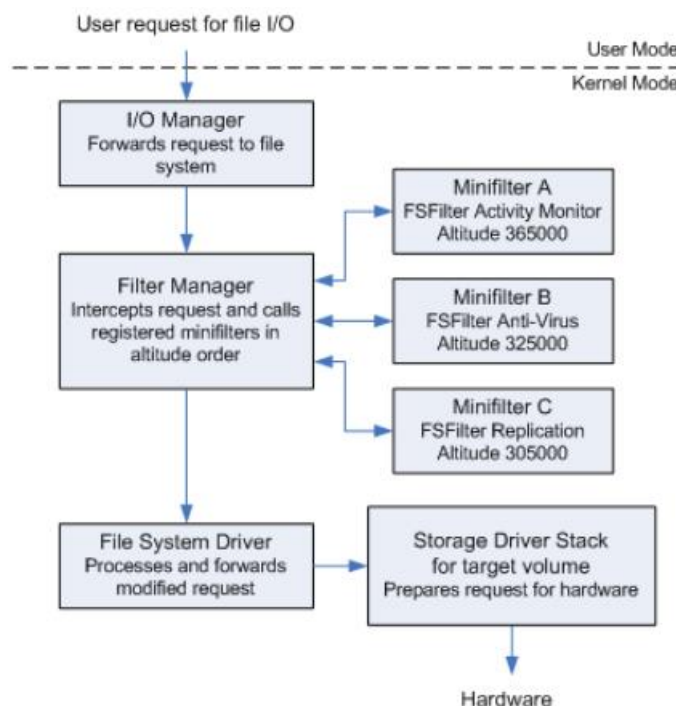 User request for file I/O
User Mode
Kernel Mode
I/O Manager
Forwards request to file
system
Minifilter A
FSFilter Activity Monitor
Altitude 365000
Filter Manager
Intercepts request and calls
registered minifilters in
altitude order
Minifilter B
FSFilter Anti-Virus
Altitude 325000
Minifilter C
FSFilter Replication
Altitude 305000
File System Driver
Processes and forwards
modified request
Storage Driver Stack
for target volume
Prepares request for hardware
Hardware